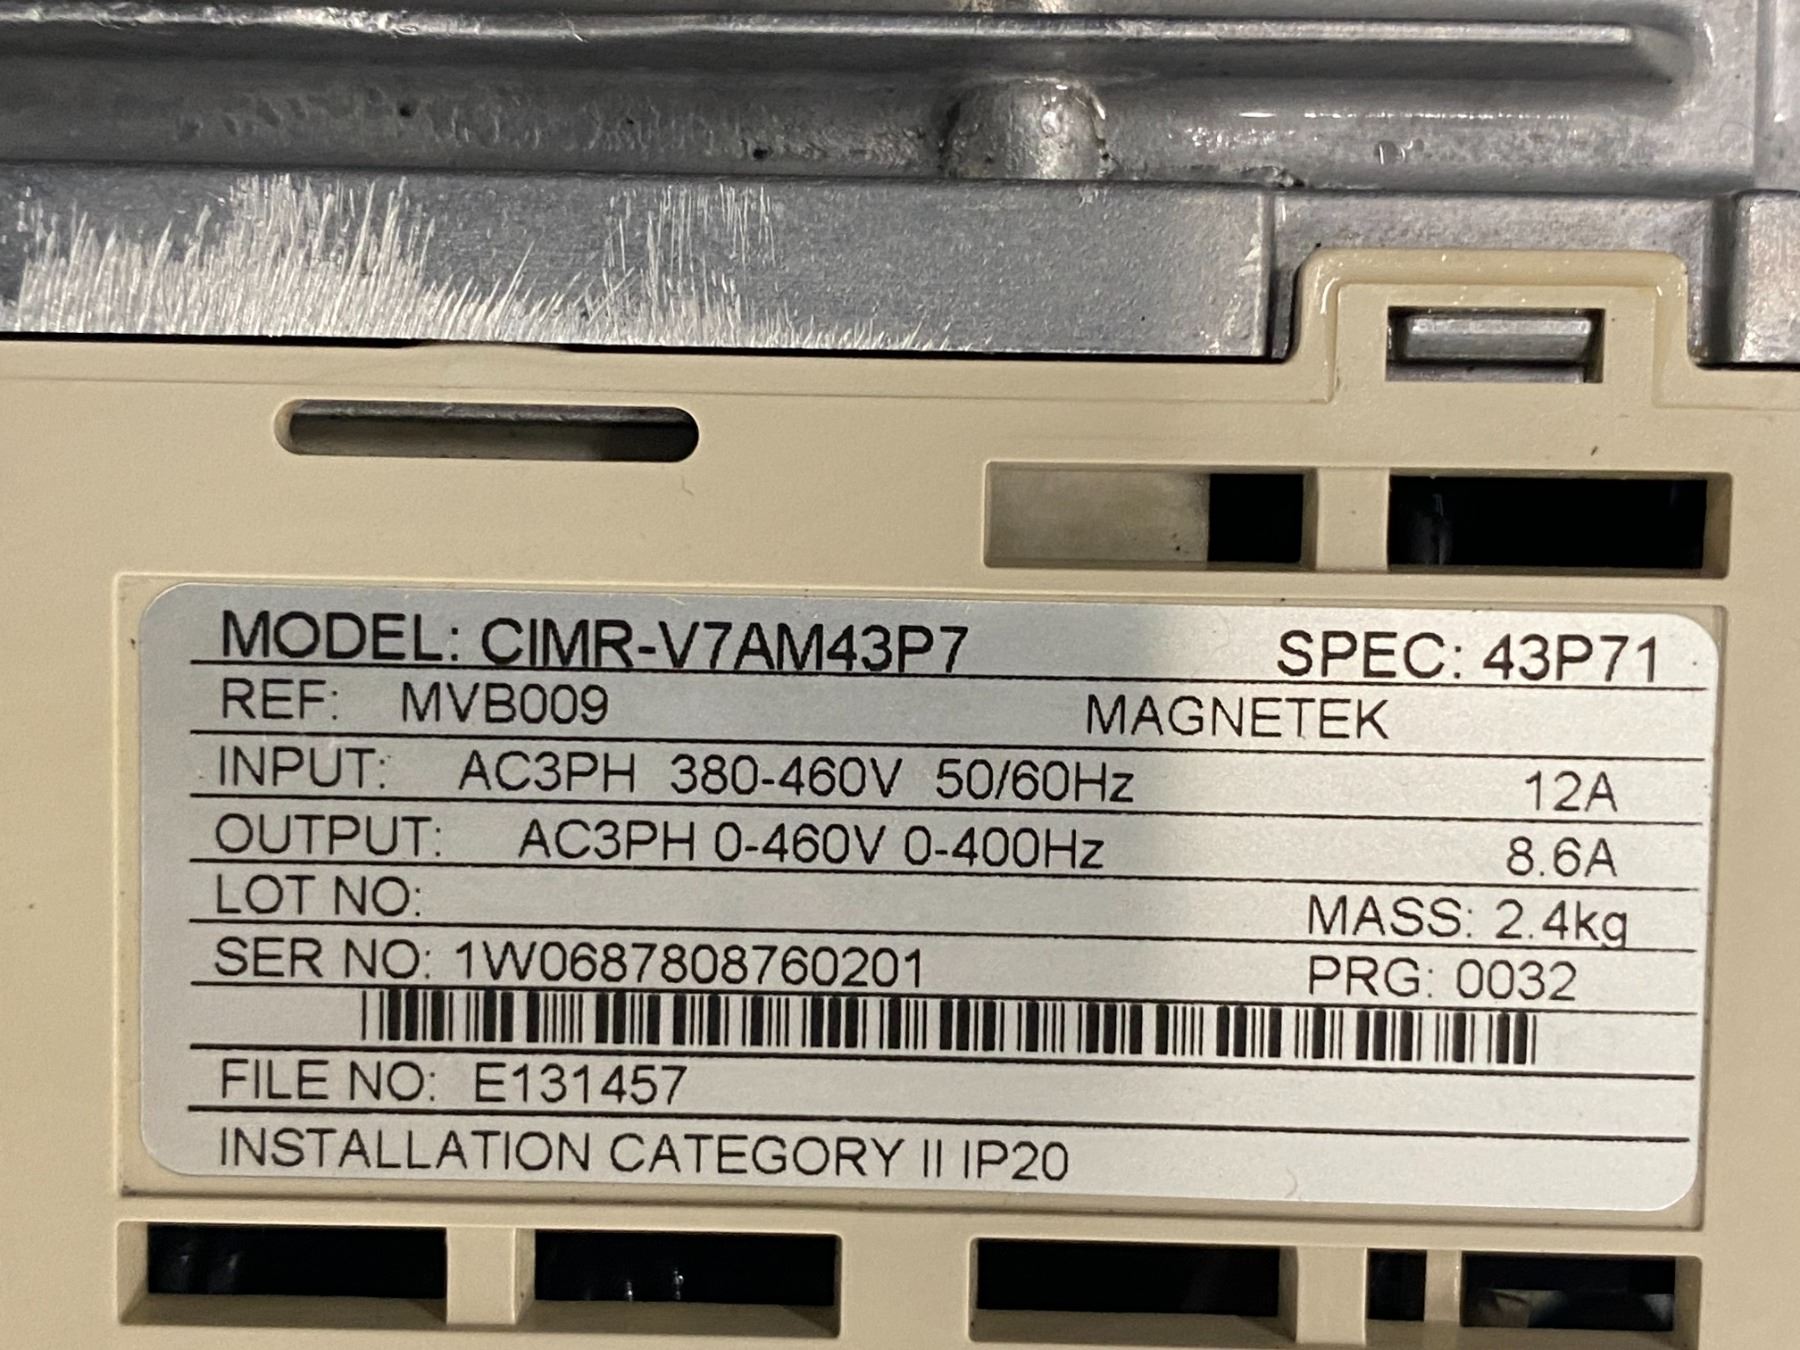 MODEL: CIMR-V7AM43P7 SPEC: 43P71
REF: MVB009 MAGNETEK
INPUT: AC3PH 380-460V 50/60Hz 12A
OUTPUT: AC3PH 0-460V 0-400Hz 8.6A
LOT NO: MASS: 2.4kg
SER NO: 1W0687808760201 PRG: 0032
FILE NO: E131457
INSTALLATION CATEGORY II IP20